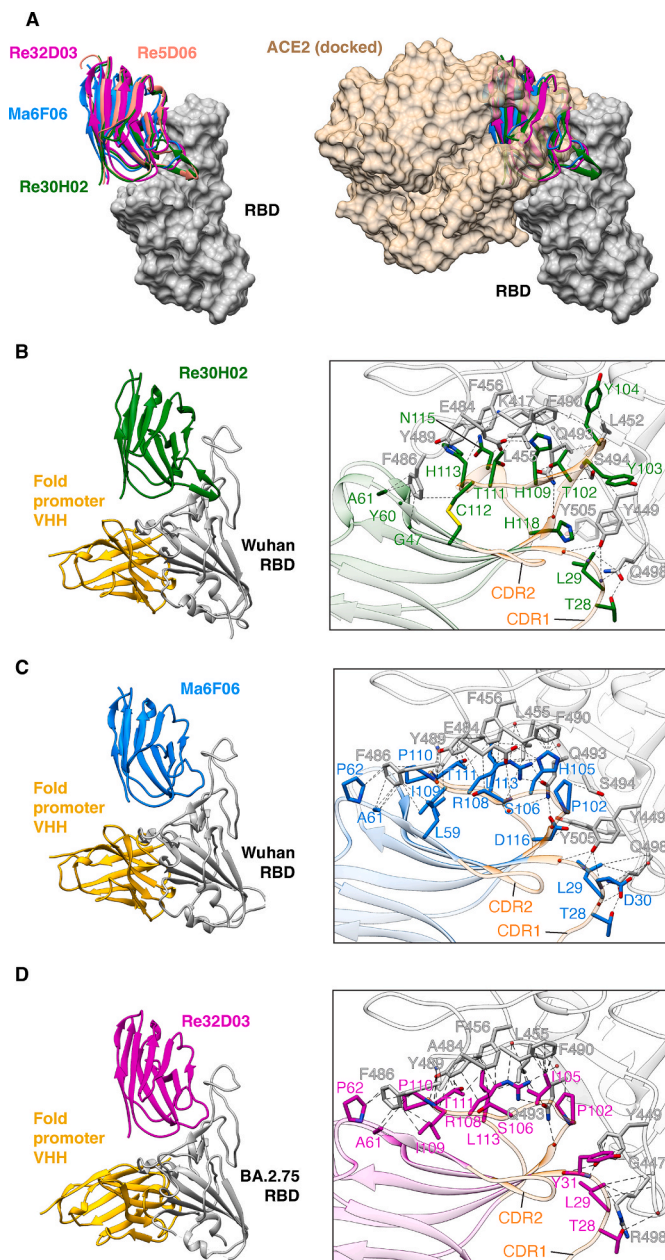 A
Re32D03
Re5D06
Ma6F06
Re30H02
RBD
ACE2 (docked)
RBD
B
Re30H02
Fold
promoter
VHH
Wuhan
RBD
F456
E484
K417
F490
Y104
N115
L452
Y489
L455
Q493
F486
S494
H113
Y103
A61
T111
H109
T102
Y60
C112
Y505
Y449
G47
H118
Q498
L29
CDR2
T28
CDR1
C
Ma6F06
Fold
promoter
VHH
Wuhan
RBD
F456
L455
E484
F490
Y489
P110
Q493
F486
P62
T111
L113
H105
I109
S494
R108
S106
P102
A61
Y449
L59
D116
Y505
Q498
CDR2
L29
D30
T28
CDR1
D
Re32D03
Fold
promoter
VHH
BA.2.75
RBD
F456
A484
L455
Y489
F490
F486
P110
I105
P62
T111
P102
R108
Q493
S106
Y449
A61
I109
L113
G447
Y31
L29
CDR2
T28
CDR1
R498